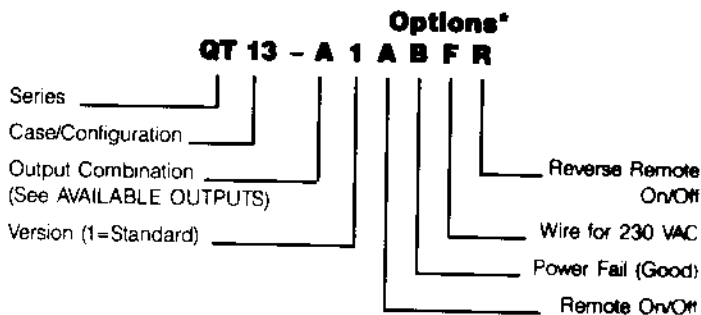 Options*
QT 13 - A 1 A B F R
Series
Case/Configuration
Output Combination
(See AVAILABLE OUTPUTS)
Version (1=Standard)
Reverse Remote
On/Off
Wire for 230 VAC
Power Fail (Good)
Remote On/Off